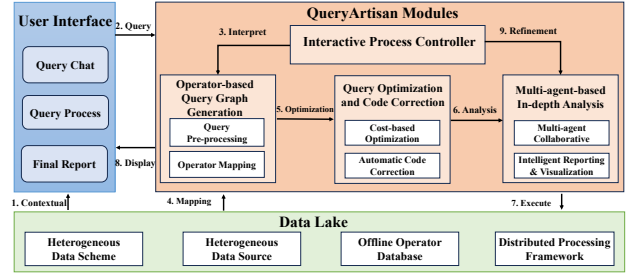 User Interface
2. Query
QueryArtisan Modules
3. Interpret
Interactive Process Controller
9. Refinement
Query Chat
Query Process
Final Report
Operator-based
Query Graph
Generation
Query
Pre-processing
Operator Mapping
5. Optimization
Query Optimization
and Code Correction
Cost-based
Optimization
Automatic Code
Correction
6. Analysis
Multi-agent-based
In-depth Analysis
Multi-agent
Collaborative
Intelligent Reporting
& Visualization
8. Display
1. Contextual
4. Mapping
7. Execute
Data Lake
Heterogeneous
Data Scheme
Heterogeneous
Data Source
Offline Operator
Database
Distributed Processing
Framework